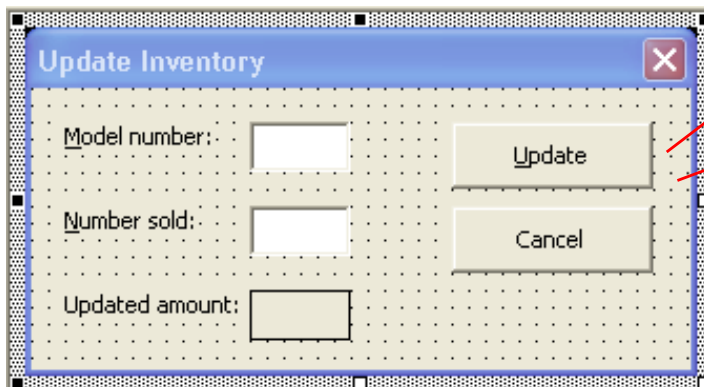 Update Inventory
Model number:
Update
Number sold:
Cancel
Updated amount: